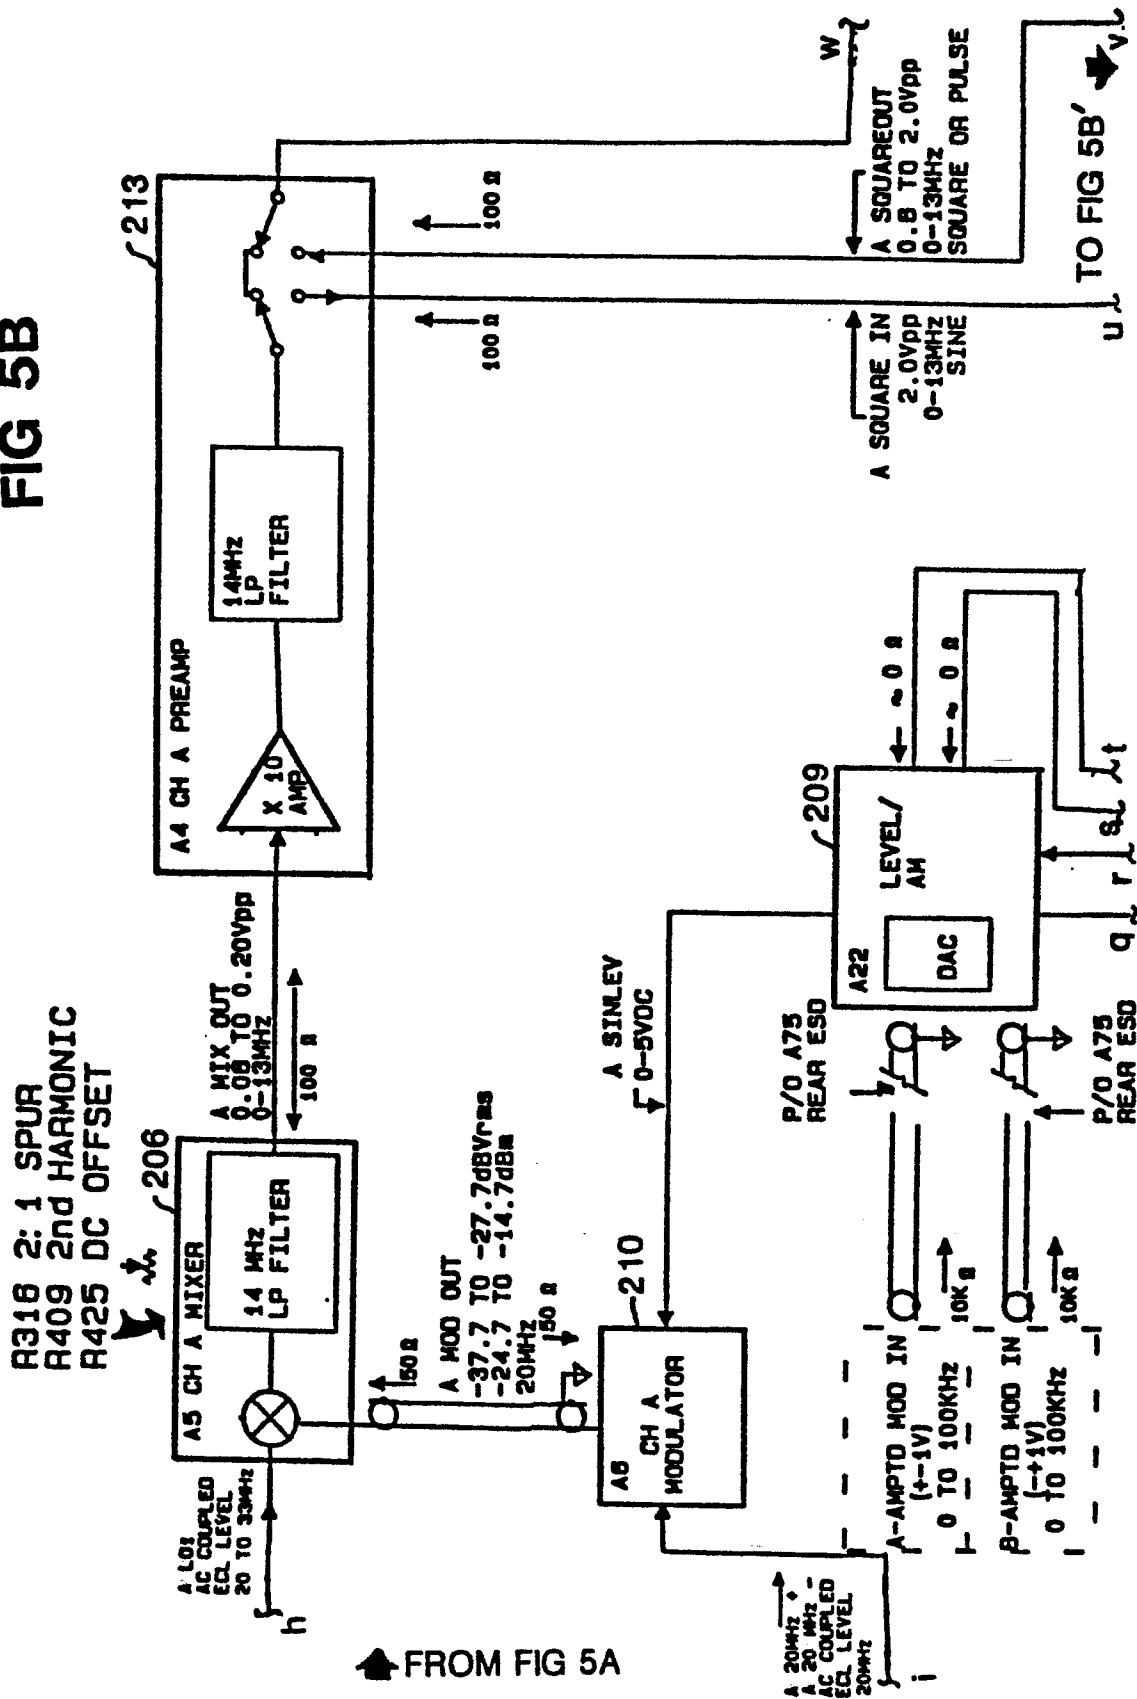 FIG 5B
R316 2:1 SPUR
R409 2nd HARMONIC
R425 DC OFFSET
206
A5 CH A MIXER
14 MHz
LP FILTER
A LO±
AC COUPLED
ECL LEVEL
20 TO 33MHz
h
A MIX OUT
0.08 TO 0.20Vpp
0-13MHz
100 Ω
213
A4 CH A PREAMP
X 10
AMP
14MHz
LP
FILTER
W
100 Ω
100 Ω
A SQUARE IN
2.0Vpp
0-13MHz
SINE
A SQUAREOUT
0.8 TO 2.0Vpp
0-13MHz
SQUARE OR PULSE
u
v
TO FIG 5B'
50 Ω
A MOD OUT
-37.7 TO -27.7dBVrms
-24.7 TO -14.7dBm
20MHz
50 Ω
210
A6
CH A
MODULATOR
A SINLEV
0-5VDC
209
A22
LEVEL/
AM
DAC
~ 0 Ω
~ 0 Ω
q
r
s
t
P/O A75
REAR ESD
P/O A75
REAR ESD
A-AMPTD MOD IN
(+-1V)
0 TO 100KHz
10KΩ
B-AMPTD MOD IN
(-+1V)
0 TO 100KHz
10KΩ
A 20MHz +
A 20 MHz -
AC COUPLED
ECL LEVEL
20MHz
i
FROM FIG 5A